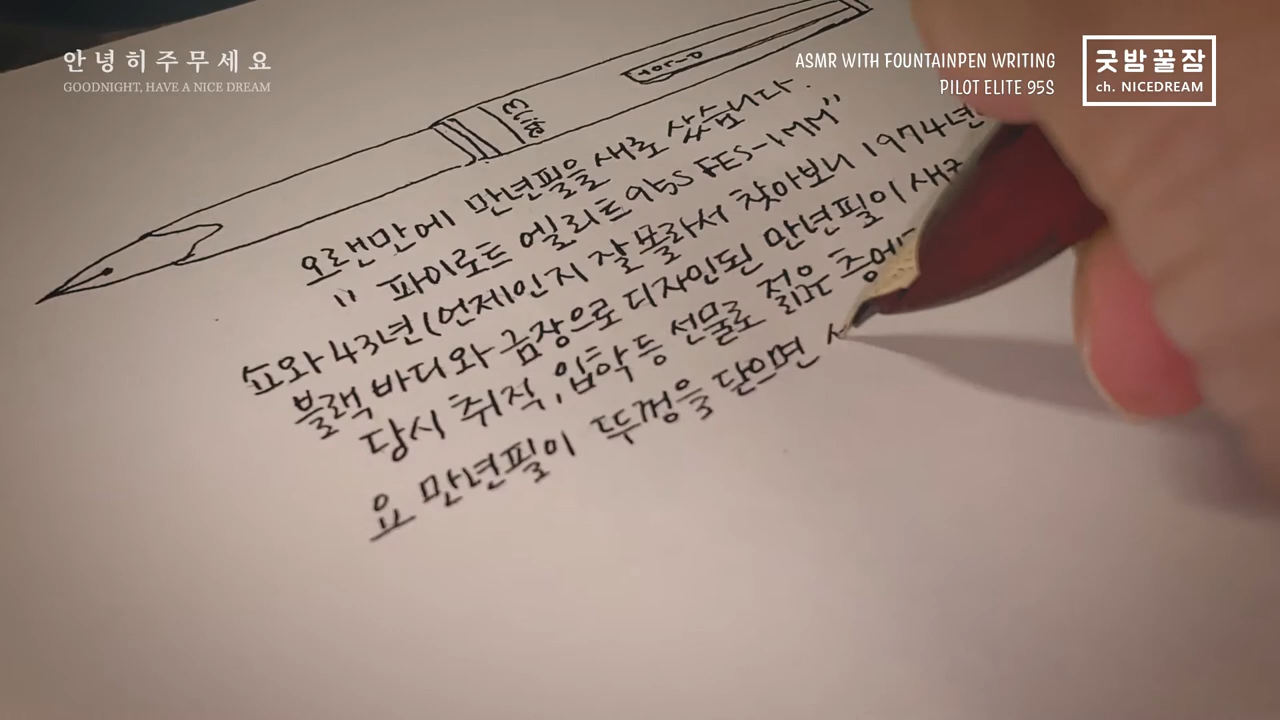 안녕히주무세요
GOODNIGHT, HAVE A NICE DREAM
ASMR WITH FOUNTAINPEN WRITING
PILOT ELITE 95S
굿밤꿀잠
ch. NICEDREAM
오랜만에 만년필을 새로 샀습니다.
" 파이로트 엘리트 95S FES-1MM"
쇼와 43년(언제인지 잘 몰라서 찾아보니 1974년
블랙 바디와 금장으로 디자인된 만년필이
당시 취직, 입학 등 선물로 젊은 층에
요 만년필이 뚜껑을 닫으면